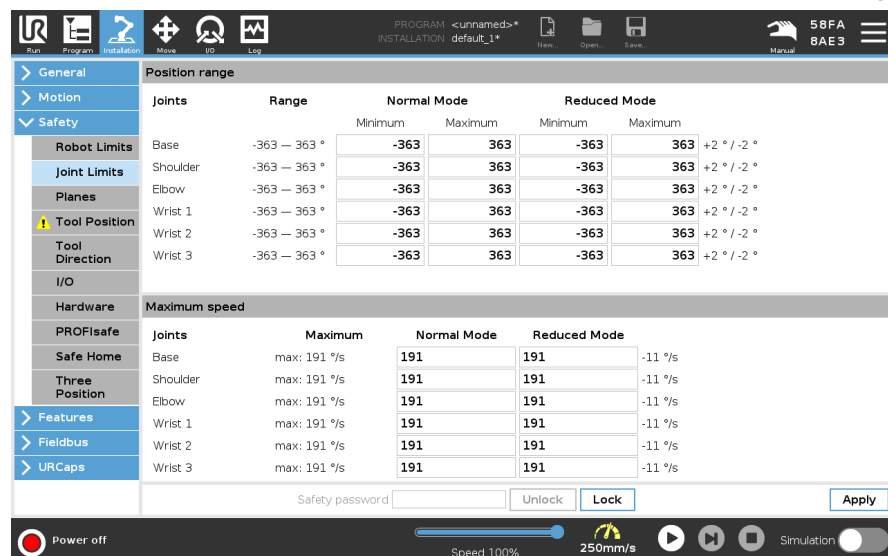 PROGRAM <unnamed>*
INSTALLATION default_1*
Run Program Installation Move I/O Log New... Open... Save... Manual
58FA
8AE3
General
Motion
Safety
Robot Limits
Joint Limits
Planes
Tool Position
Tool
Direction
I/O
Hardware
PROFIsafe
Safe Home
Three
Position
Features
Fieldbus
URCaps
Position range
Joints Range Normal Mode Reduced Mode
Minimum Maximum Minimum Maximum
Base -363 — 363 ° -363 363 -363 363 +2 ° / -2 °
Shoulder -363 — 363 ° -363 363 -363 363 +2 ° / -2 °
Elbow -363 — 363 ° -363 363 -363 363 +2 ° / -2 °
Wrist 1 -363 — 363 ° -363 363 -363 363 +2 ° / -2 °
Wrist 2 -363 — 363 ° -363 363 -363 363 +2 ° / -2 °
Wrist 3 -363 — 363 ° -363 363 -363 363 +2 ° / -2 °
Maximum speed
Joints Maximum Normal Mode Reduced Mode
Base max: 191 °/s 191 191 -11 °/s
Shoulder max: 191 °/s 191 191 -11 °/s
Elbow max: 191 °/s 191 191 -11 °/s
Wrist 1 max: 191 °/s 191 191 -11 °/s
Wrist 2 max: 191 °/s 191 191 -11 °/s
Wrist 3 max: 191 °/s 191 191 -11 °/s
Safety password Unlock Lock Apply
Power off Speed 100% 250mm/s Simulation